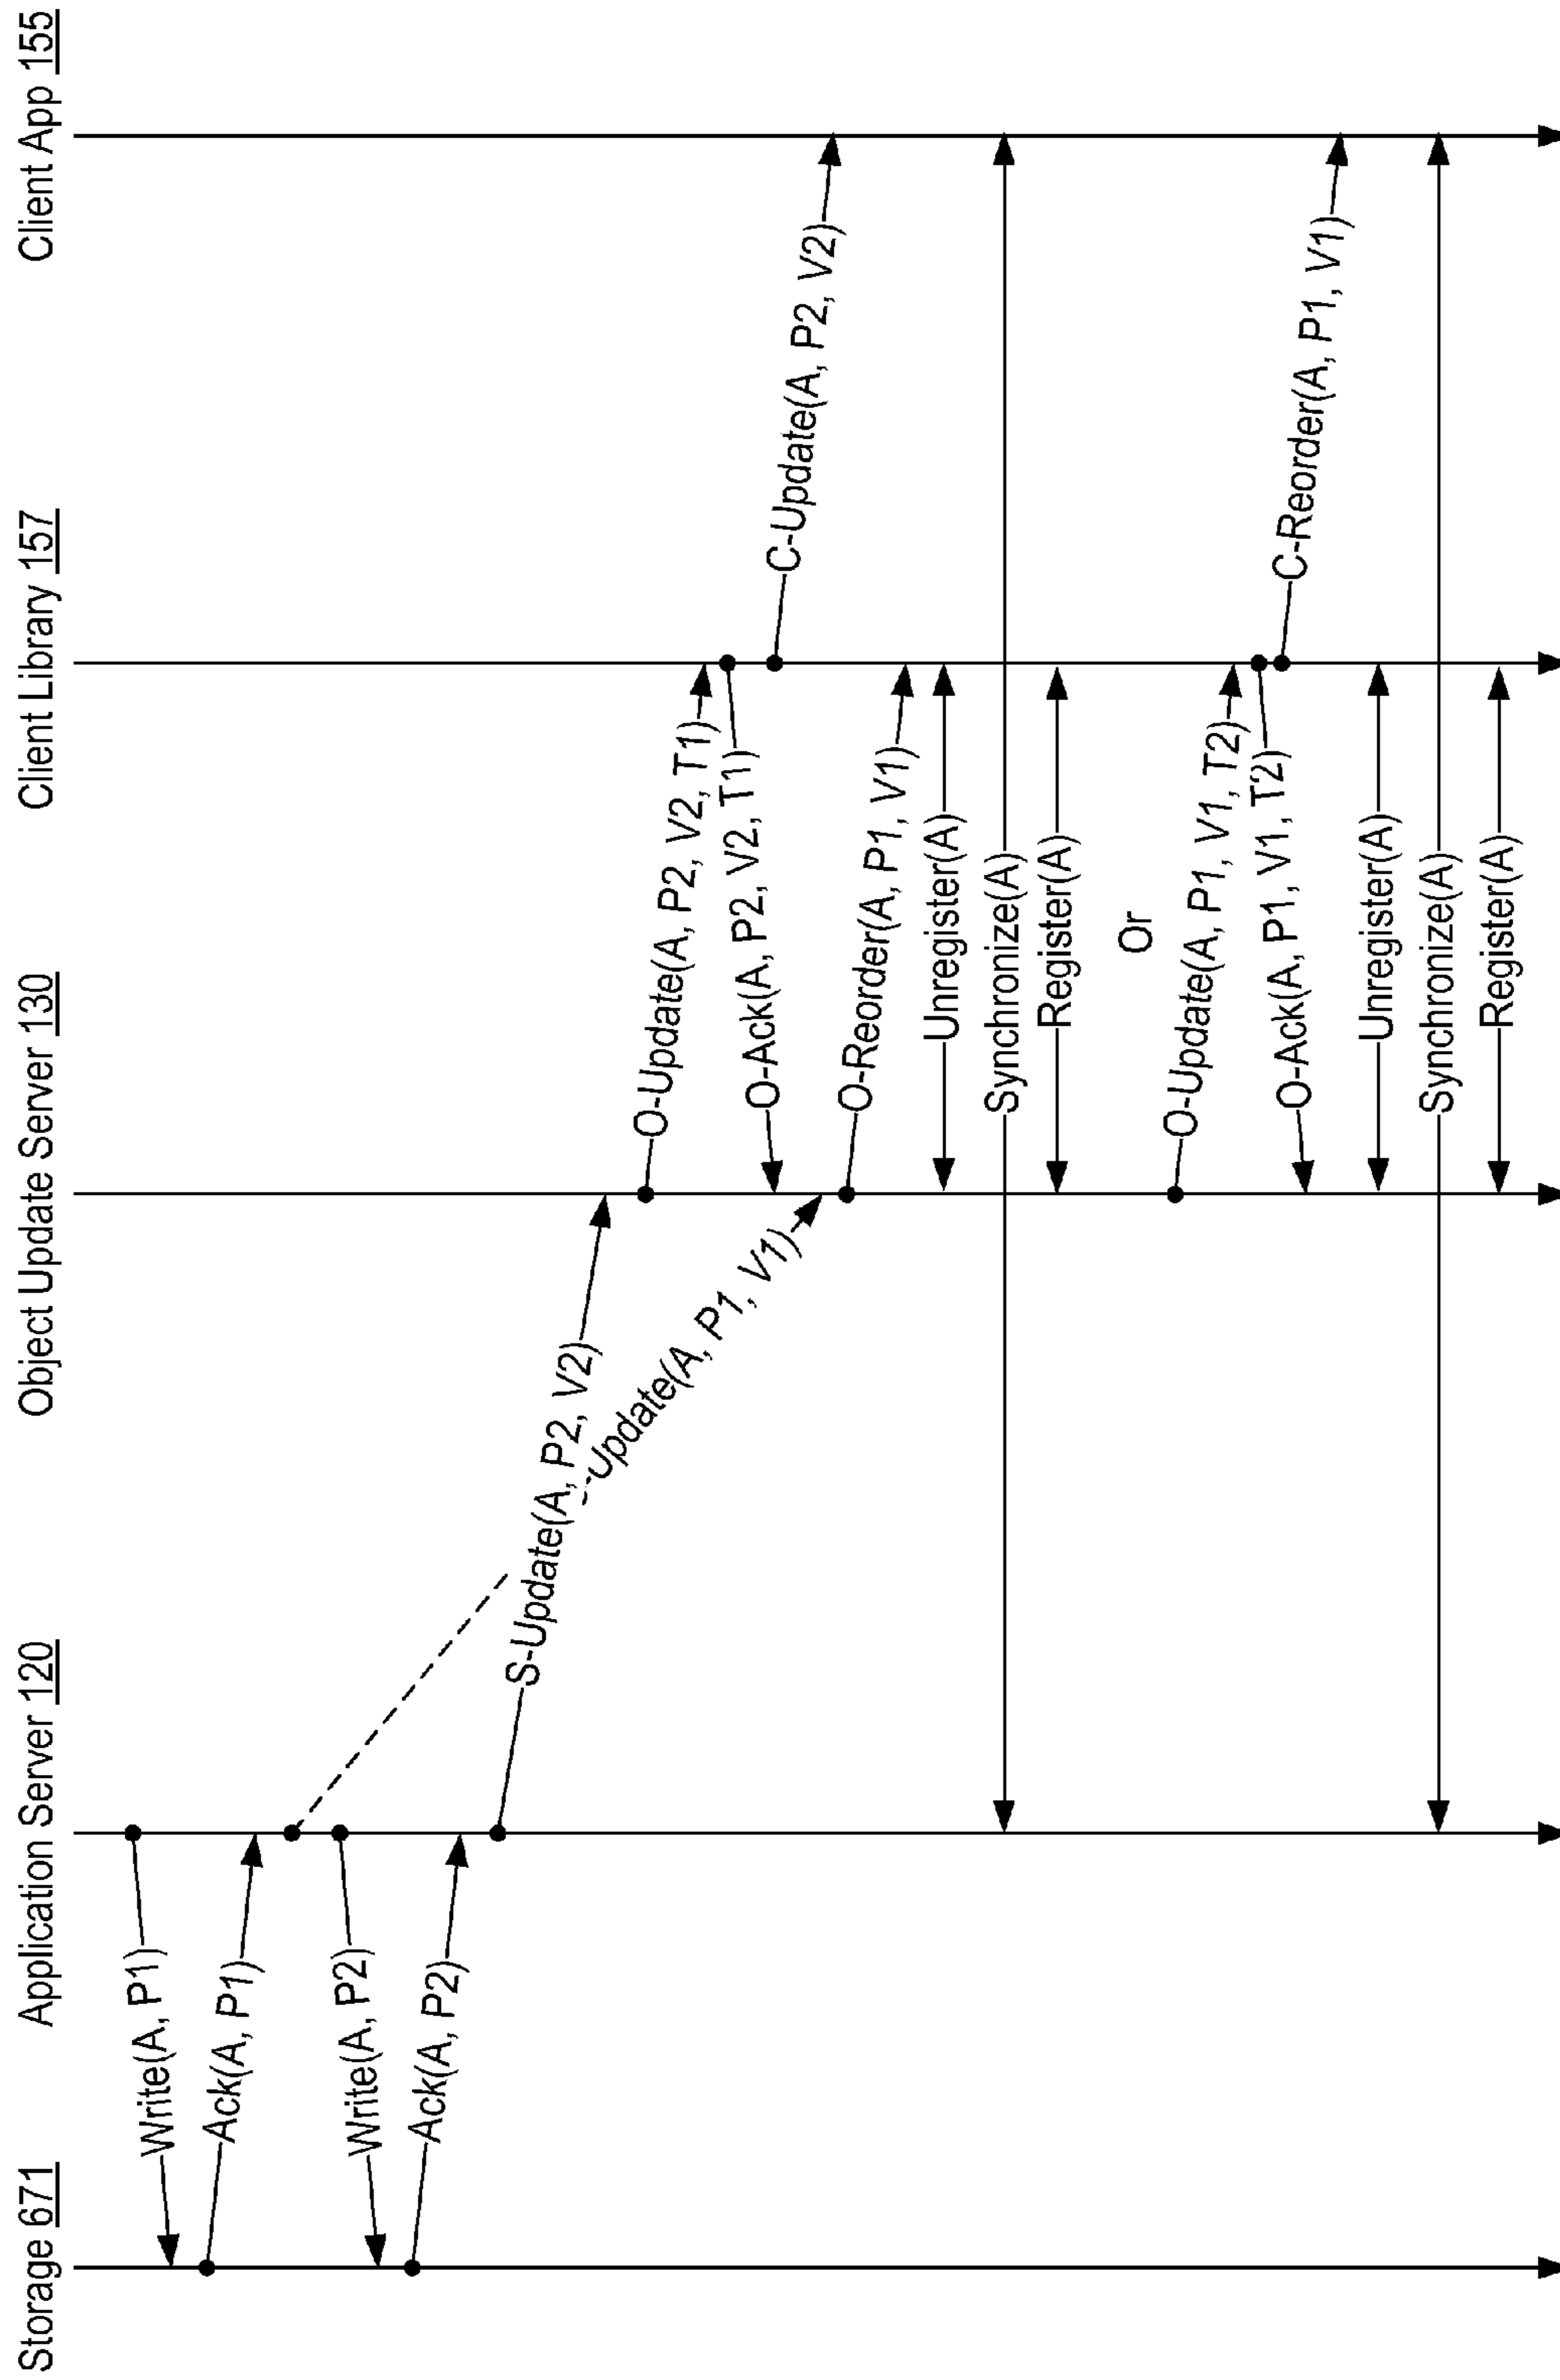 Storage 671
Application Server 120
Object Update Server 130
Client Library 157
Client App 155
Write(A, P1)
Ack(A, P1)
Write(A, P2)
Ack(A, P2)
S-Update(A, P2, V2)
-Update(A, P1, V1)
O-Update(A, P2, V2, T1)
O-Ack(A, P2, V2, T1)
C-Update(A, P2, V2)
O-Reorder(A, P1, V1)
Unregister(A)
Synchronize(A)
Register(A)
Or
O-Update(A, P1, V1, T2)
O-Ack(A, P1, V1, T2)
C-Reorder(A, P1, V1)
Unregister(A)
Synchronize(A)
Register(A)